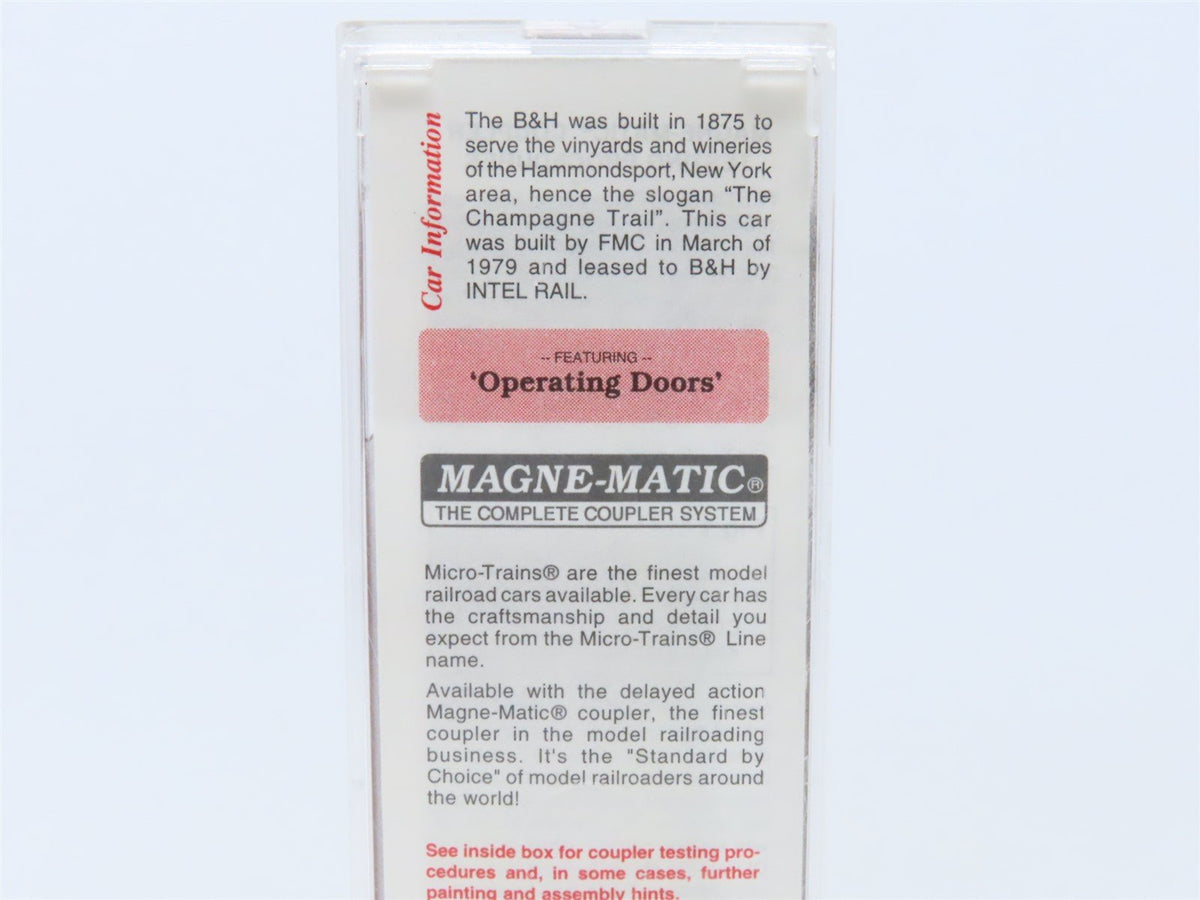 Car Information
The B&H was built in 1875 to
serve the vinyards and wineries
of the Hammondsport, New York
area, hence the slogan "The
Champagne Trail". This car
was built by FMC in March of
1979 and leased to B&H by
INTEL RAIL.
-- FEATURING --
'Operating Doors'
MAGNE-MATIC®
THE COMPLETE COUPLER SYSTEM
Micro-Trains® are the finest model
railroad cars available. Every car has
the craftsmanship and detail you
expect from the Micro-Trains® Line
name.
Available with the delayed action
Magne-Matic® coupler, the finest
coupler in the model railroading
business. It's the "Standard by
Choice" of model railroaders around
the world!
See inside box for coupler testing pro-
cedures and, in some cases, further
painting and assembly hints.